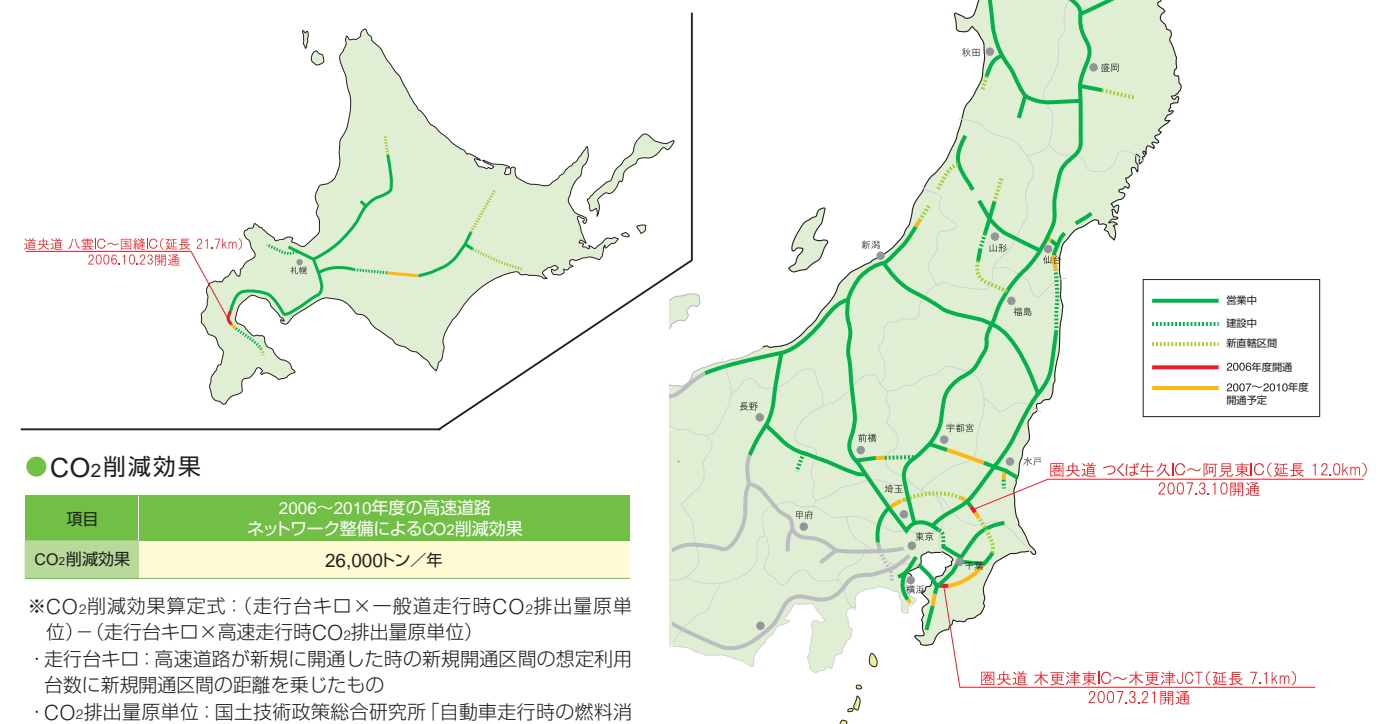 道央道 八雲IC～国縫IC(延長 21.7km)
2006.10.23開通
札幌
秋田
盛岡
新潟
山形
仙台
福島
長野
前橋
宇都宮
水戸
埼玉
甲府
東京
千葉
横浜
営業中
建設中
新直轄区間
2006年度開通
2007～2010年度
開通予定
圏央道 つくば牛久IC～阿見東IC(延長 12.0km)
2007.3.10開通
圏央道 木更津東IC～木更津JCT(延長 7.1km)
2007.3.21開通
●CO2削減効果
項目
2006～2010年度の高速道路
ネットワーク整備によるCO2削減効果
CO2削減効果
26,000トン／年
※CO2削減効果算定式：（走行台キロ×一般道走行時CO2排出量原単
位）－（走行台キロ×高速走行時CO2排出量原単位）
・走行台キロ：高速道路が新規に開通した時の新規開通区間の想定利用
台数に新規開通区間の距離を乗じたもの
・CO2排出量原単位：国土技術政策総合研究所「自動車走行時の燃料消